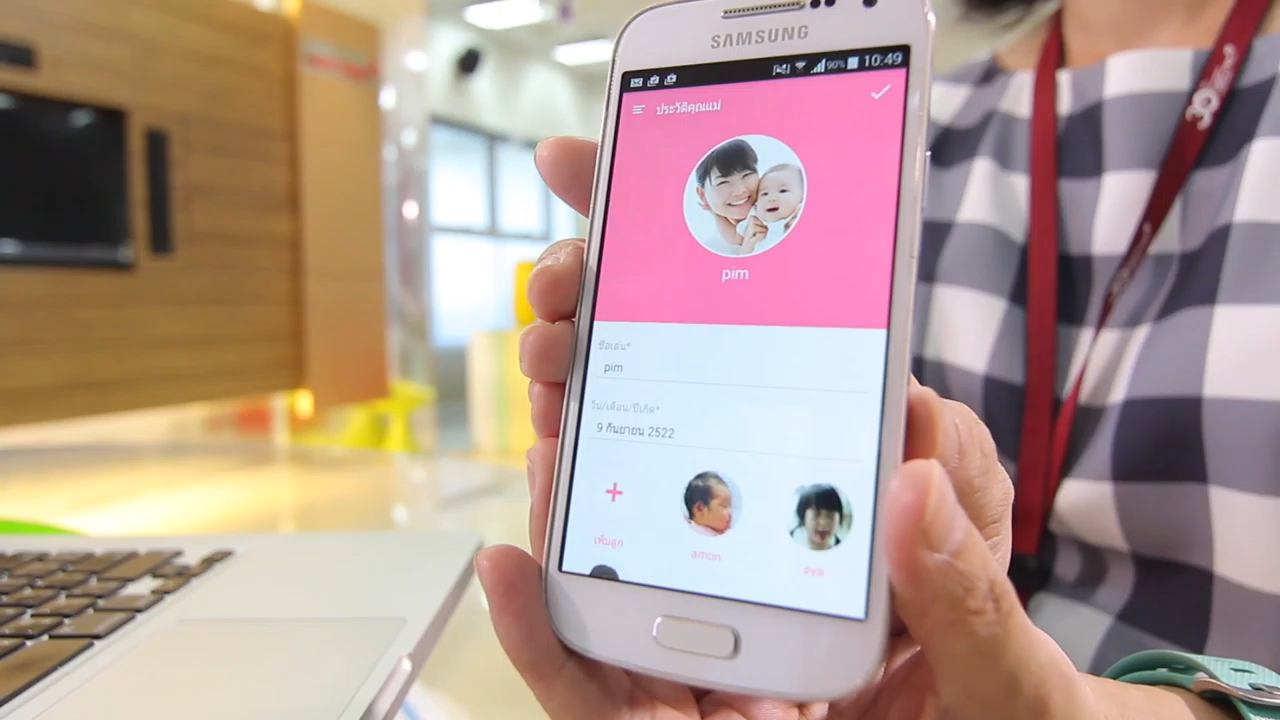 SAMSUNG
90% 10:49
ประวัติคุณแม่
pim
ชื่อเล่น*
pim
วัน/เดือน/ปีเกิด*
9 กันยายน 2522
เพิ่มลูก
amon
aya
30